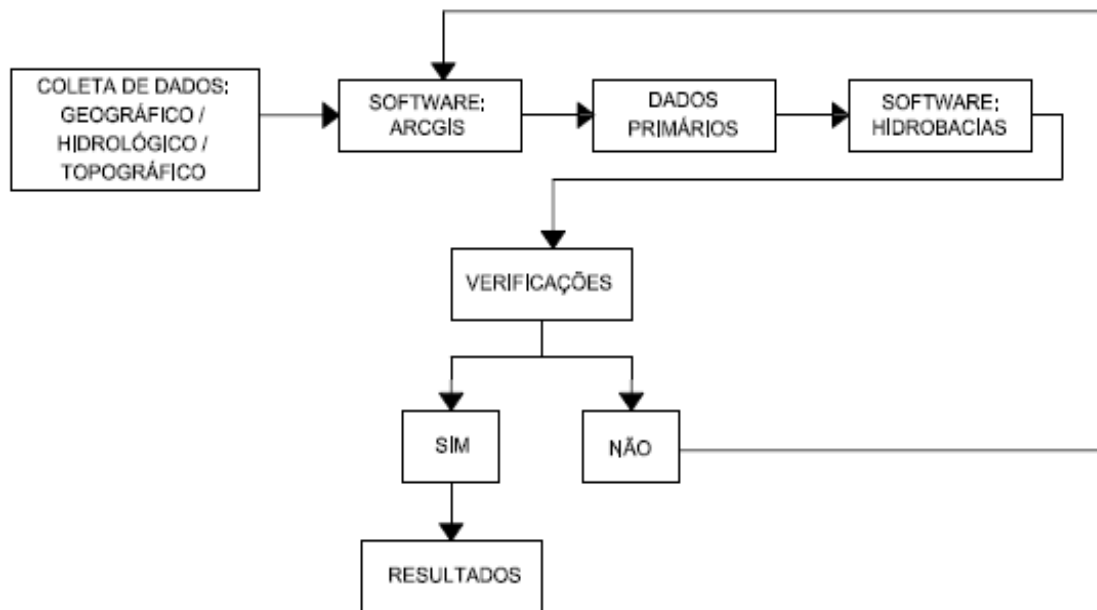 COLETA DE DADOS:
GEOGRÁFICO /
HIDROLÓGICO /
TOPOGRÁFICO
SOFTWARE:
ARCGIS
DADOS
PRIMÁRIOS
SOFTWARE:
HIDROBACIAS
VERIFICAÇÕES
SIM
NÃO
RESULTADOS